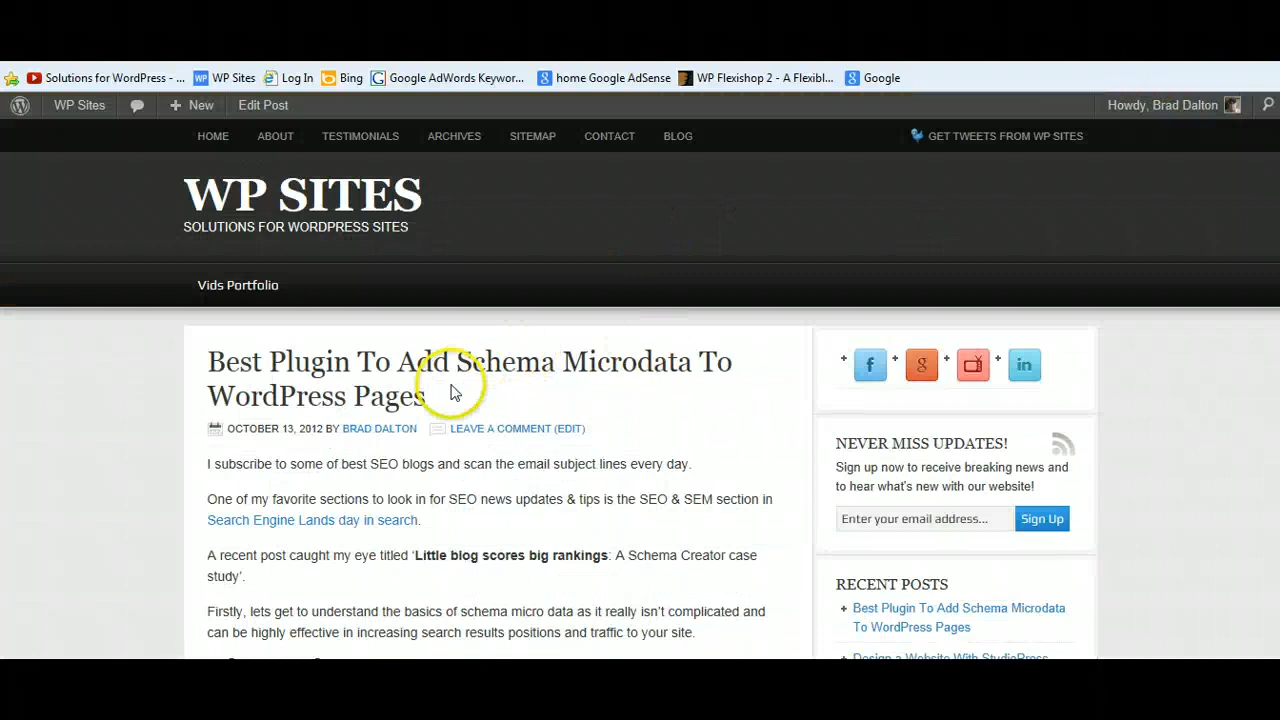 Solutions for WordPress - ... WP Sites Log In Bing Google AdWords Keywor... home Google AdSense WP Flexishop 2 - A Flexibl... Google
WP Sites + New Edit Post Howdy, Brad Dalton
HOME ABOUT TESTIMONIALS ARCHIVES SITEMAP CONTACT BLOG GET TWEETS FROM WP SITES
WP SITES
SOLUTIONS FOR WORDPRESS SITES
Vids Portfolio
Best Plugin To Add Schema Microdata To
WordPress Pages
OCTOBER 13, 2012 BY BRAD DALTON LEAVE A COMMENT (EDIT)
I subscribe to some of best SEO blogs and scan the email subject lines every day.
One of my favorite sections to look in for SEO news updates & tips is the SEO & SEM section in
Search Engine Lands day in search.
A recent post caught my eye titled ‘Little blog scores big rankings: A Schema Creator case
study’.
Firstly, lets get to understand the basics of schema micro data as it really isn’t complicated and
can be highly effective in increasing search results positions and traffic to your site.
NEVER MISS UPDATES!
Sign up now to receive breaking news and
to hear what’s new with our website!
Enter your email address... Sign Up
RECENT POSTS
Best Plugin To Add Schema Microdata
To WordPress Pages
Design a Website With StudioPress